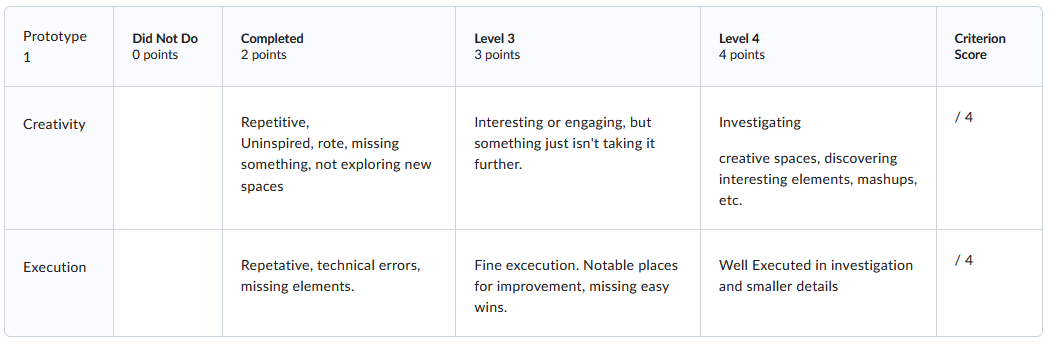 Prototype
1
Did Not Do
0 points
Completed
2 points
Level 3
3 points
Level 4
4 points
Criterion
Score
Creativity
Repetitive,
Uninspired, rote, missing
something, not exploring new
spaces
Interesting or engaging, but
something just isn't taking it
further.
Investigating
creative spaces, discovering
interesting elements, mashups,
etc.
/ 4
Execution
Repetative, technical errors,
missing elements.
Fine excecution. Notable places
for improvement, missing easy
wins.
Well Executed in investigation
and smaller details
/ 4